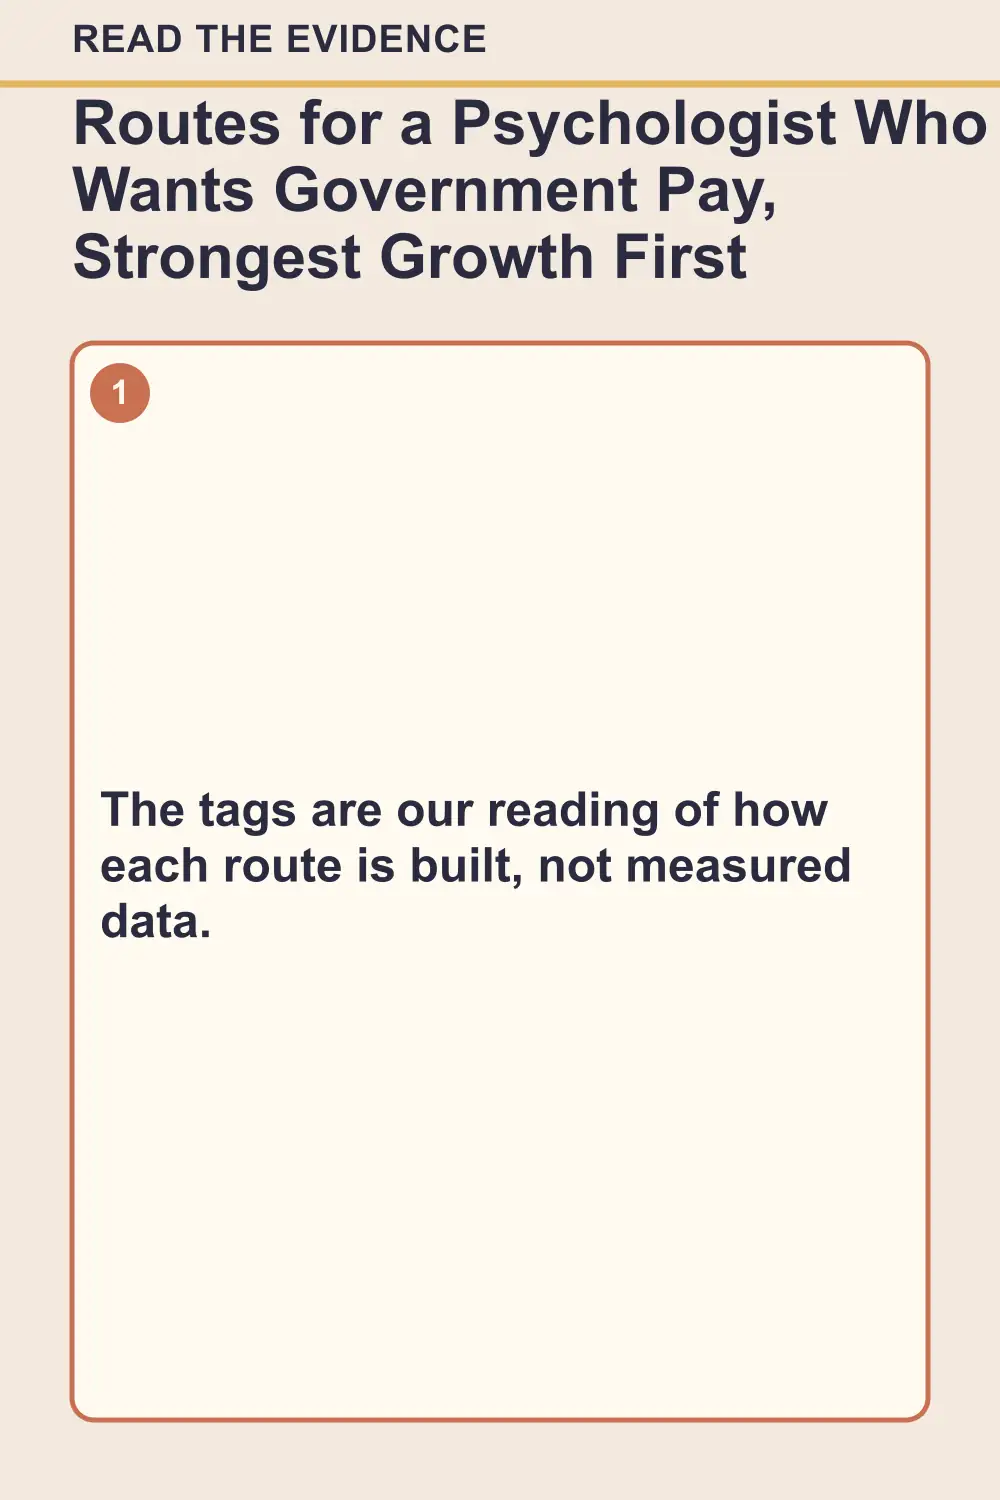 READ THE EVIDENCE
Routes for a Psychologist Who
Wants Government Pay,
Strongest Growth First
1
The tags are our reading of how
each route is built, not measured
data.